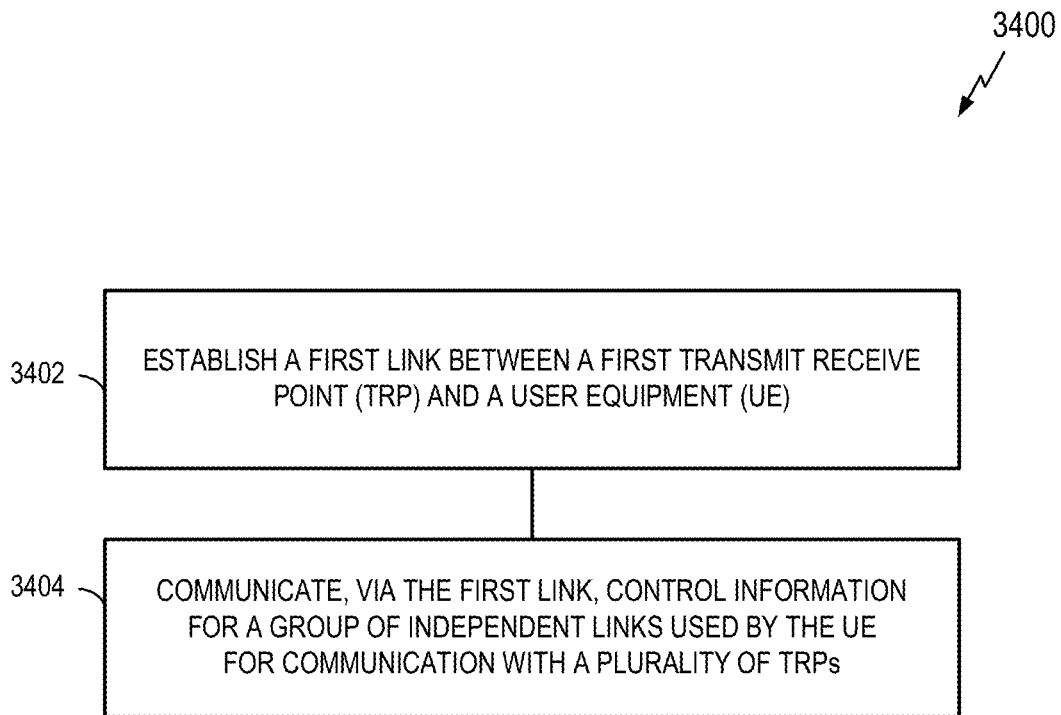 3400
3402
ESTABLISH A FIRST LINK BETWEEN A FIRST TRANSMIT RECEIVE
POINT (TRP) AND A USER EQUIPMENT (UE)
3404
COMMUNICATE, VIA THE FIRST LINK, CONTROL INFORMATION
FOR A GROUP OF INDEPENDENT LINKS USED BY THE UE
FOR COMMUNICATION WITH A PLURALITY OF TRPs